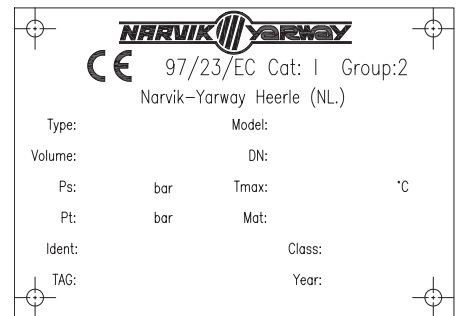 NARVIK YARWAY
CE 97/23/EC Cat: I Group:2
Narvik-Yarway Heerle (NL.)
Type: Model:
Volume: DN:
Ps: bar Tmax: °C
Pt: bar Mat:
Ident: Class:
TAG: Year: